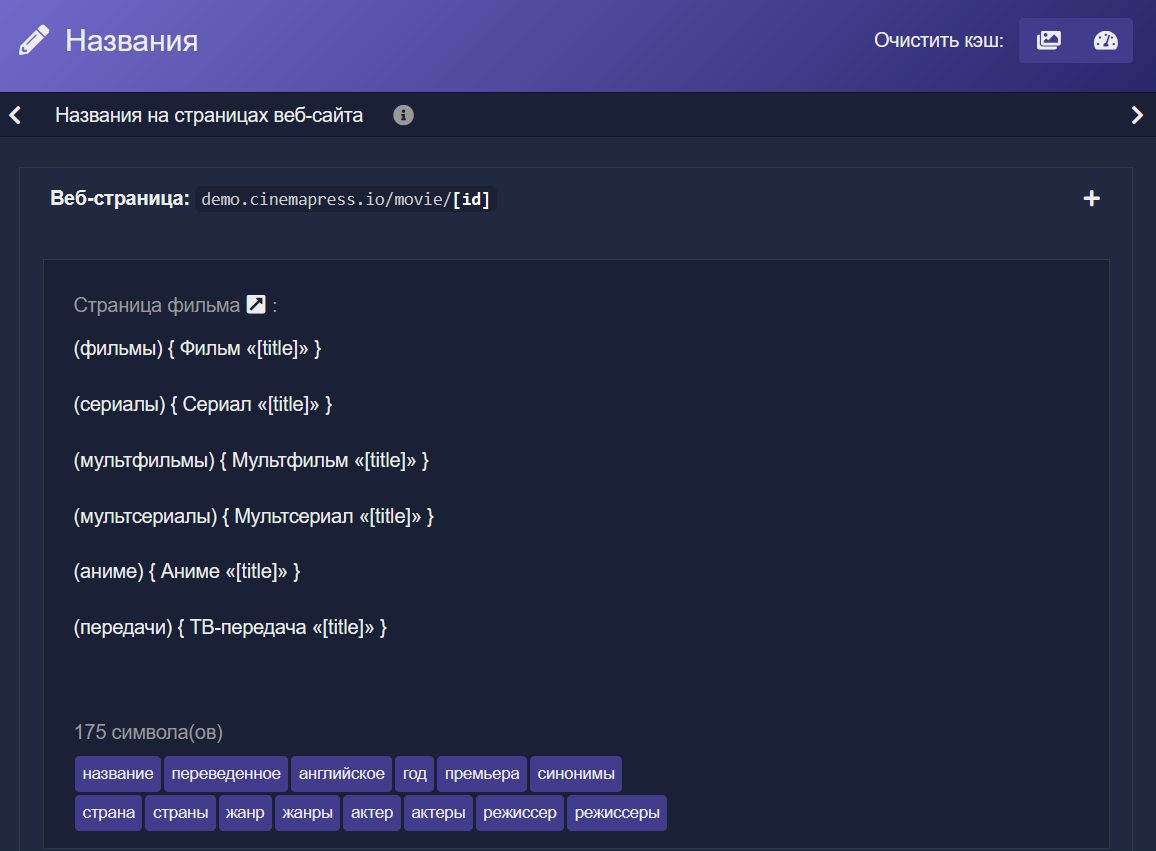 Названия
Очистить кэш:
Названия на страницах веб-сайта
Веб-страница: demo.cinemapress.io/movie/[id]
Страница фильма :
(фильмы) { Фильм «[title]» }
(сериалы) { Сериал «[title]» }
(мультфильмы) { Мультфильм «[title]» }
(мультсериалы) { Мультсериал «[title]» }
(аниме) { Аниме «[title]» }
(передачи) { ТВ-передача «[title]» }
175 символа(ов)
название переведенное английское год премьера синонимы
страна страны жанр жанры актер актеры режиссер режиссеры